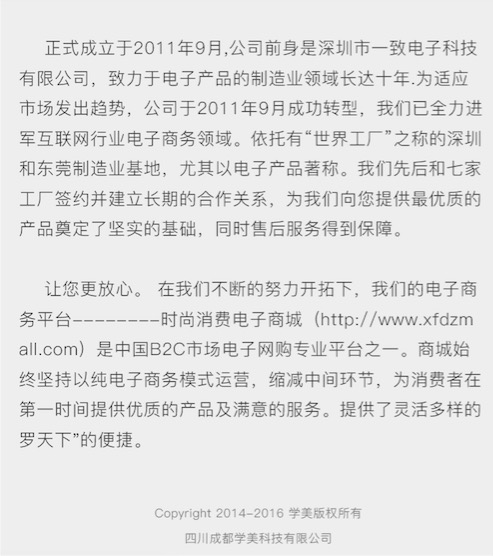 正式成立于2011年9月,公司前身是深圳市一致电子科技
有限公司，致力于电子产品的制造业领域长达十年.为适应
市场发出趋势，公司于2011年9月成功转型，我们已全力进
军互联网行业电子商务领域。依托有“世界工厂”之称的深圳
和东莞制造业基地，尤其以电子产品著称。我们先后和七家
工厂签约并建立长期的合作关系，为我们向您提供最优质的
产品奠定了坚实的基础，同时售后服务得到保障。
让您更放心。 在我们不断的努力开拓下，我们的电子商
务平台--------时尚消费电子商城（http://www.xfdzm
all.com）是中国B2C市场电子网购专业平台之一。商城始
终坚持以纯电子商务模式运营，缩减中间环节，为消费者在
第一时间提供优质的产品及满意的服务。提供了灵活多样的
罗天下”的便捷。
Copyright 2014-2016 学美版权所有
四川成都学美科技有限公司